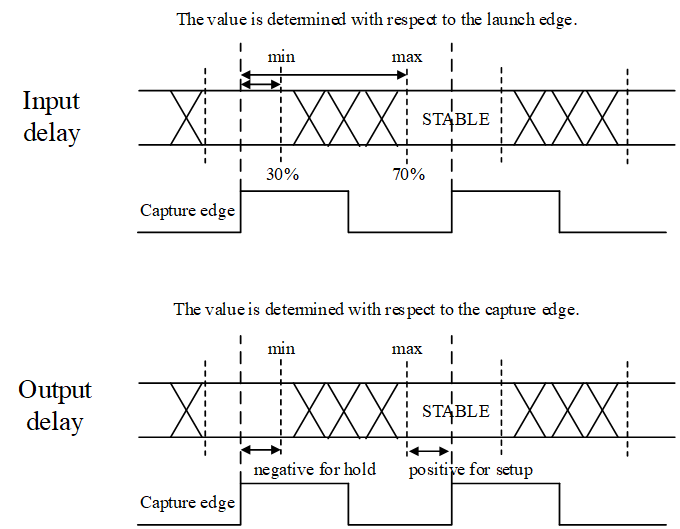 The value is determined with respect to the launch edge.
min
max
Input
delay
STABLE
30%
70%
Capture edge
The value is determined with respect to the capture edge.
min
max
Output
delay
STABLE
negative for hold
positive for setup
Capture edge